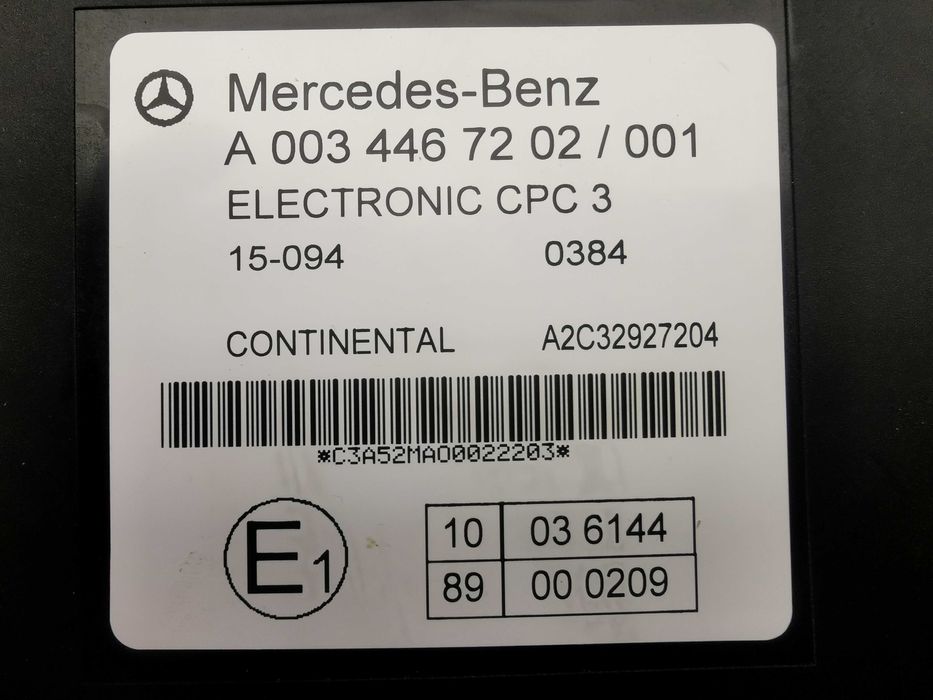 Mercedes-Benz
A 003 446 72 02 / 001
ELECTRONIC CPC 3
15-094 0384
CONTINENTAL A2C32927204
*C3A52MAO0022203*
E1
10 03 6144
89 00 0209